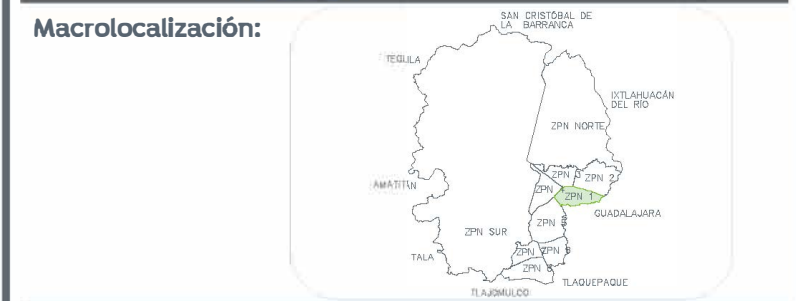 Macrolocalización:
SAN CRISTÓBAL DE
LA BARRANCA
TEQUILA
IXTLAHUACÁN
DEL RÍO
ZPN NORTE
ZPN 3
ZPN 2
AMATITÁN
ZPN
ZPN 1
GUADALAJARA
ZPN 5
ZPN SUR
ZPN
ZPN
TALA
ZPN
TLAQUEPAQUE
TLAJOMULCO